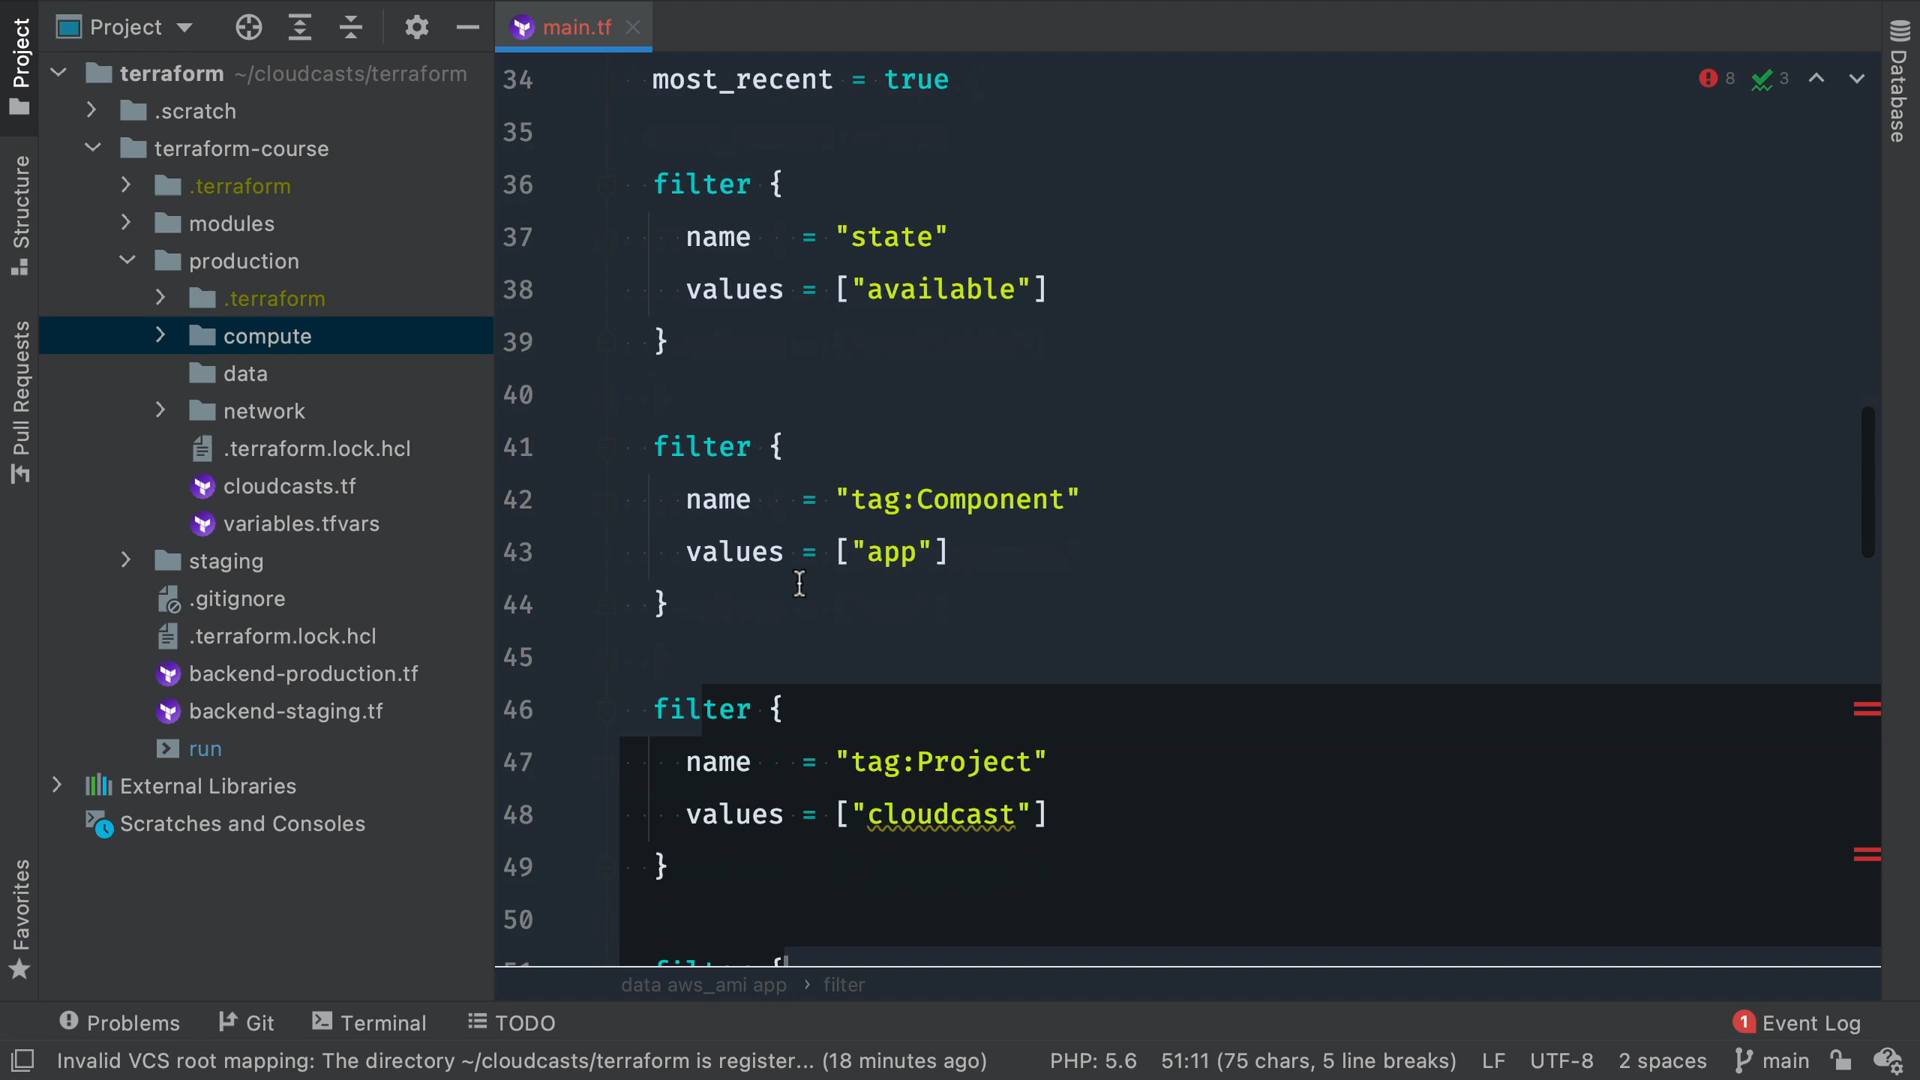 Project
main.tf
Project
Structure
Pull Requests
Favorites
Database
terraform ~/cloudcasts/terraform
.scratch
terraform-course
.terraform
modules
production
.terraform
compute
data
network
.terraform.lock.hcl
cloudcasts.tf
variables.tfvars
staging
.gitignore
.terraform.lock.hcl
backend-production.tf
backend-staging.tf
run
External Libraries
Scratches and Consoles
8 3
34 most_recent = true
35
36 filter {
37 name = "state"
38 values = ["available"]
39 }
40
41 filter {
42 name = "tag:Component"
43 values = ["app"]
44 }
45
46 filter {
47 name = "tag:Project"
48 values = ["cloudcast"]
49 }
50
51 filter {
data aws_ami app › filter
Problems Git Terminal TODO
1 Event Log
Invalid VCS root mapping: The directory ~/cloudcasts/terraform is register... (18 minutes ago) PHP: 5.6 51:11 (75 chars, 5 line breaks) LF UTF-8 2 spaces main